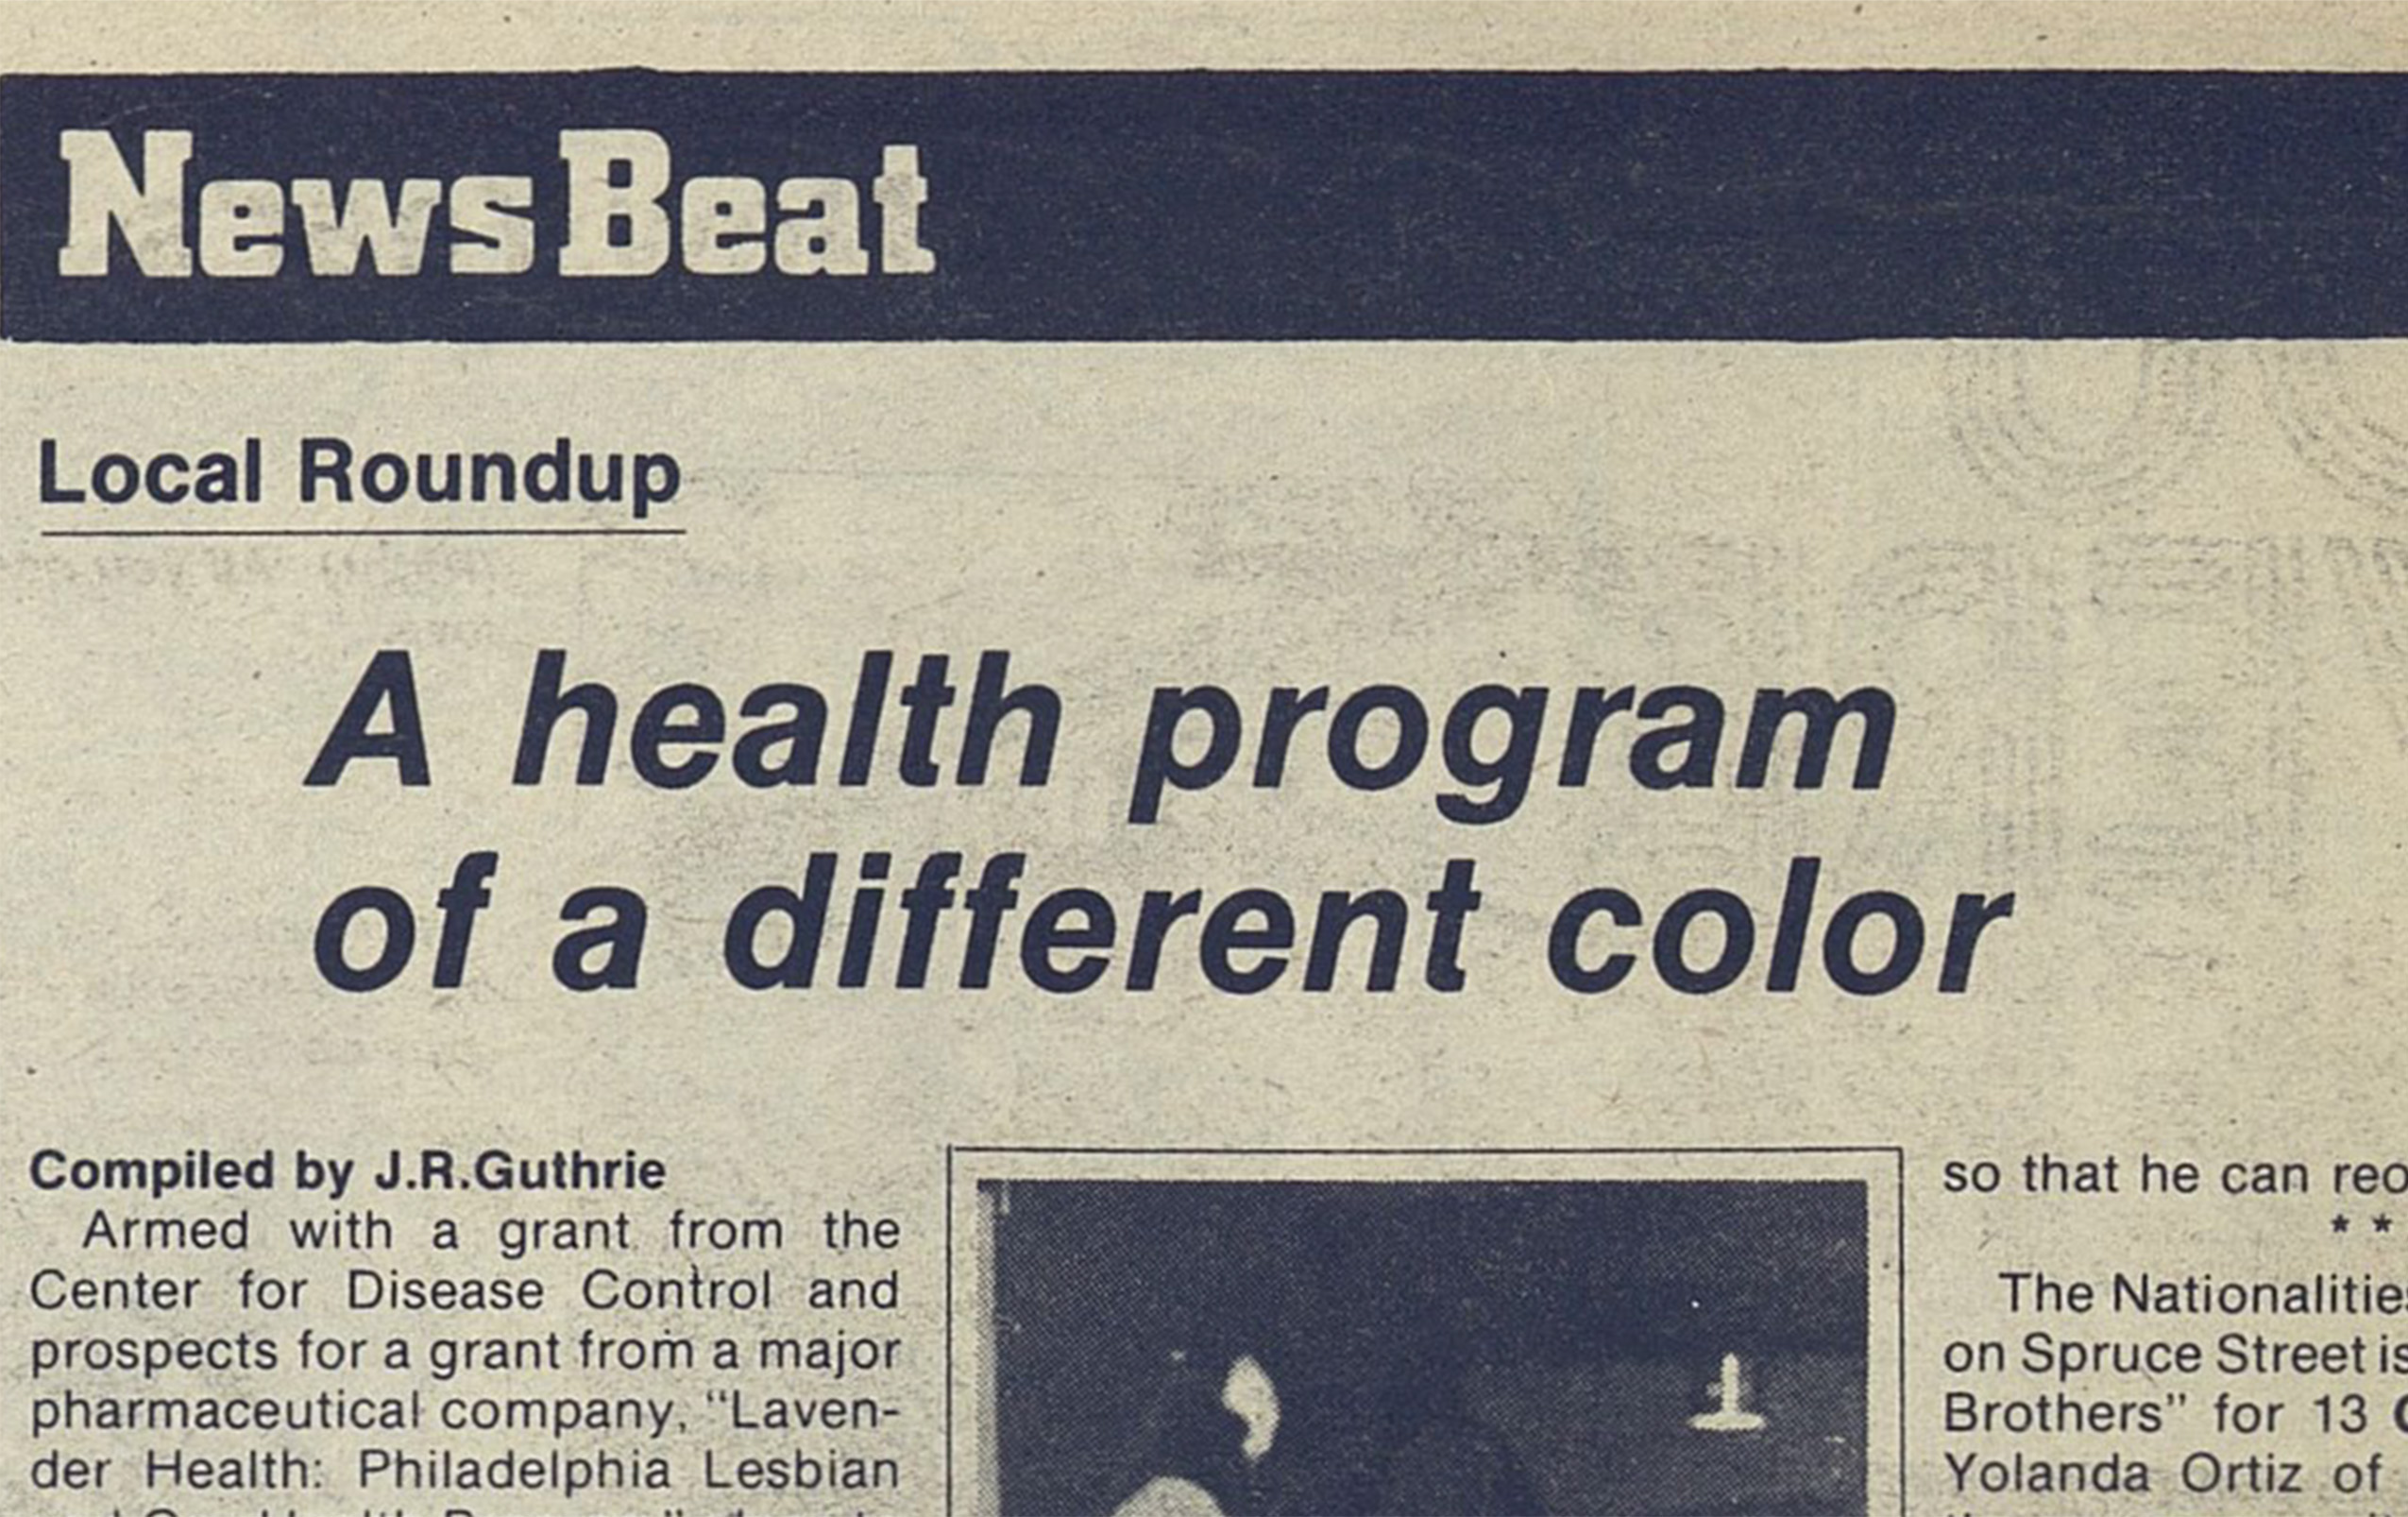 News Beat
Local Roundup
A health program
of a different color
Compiled by J.R.Guthrie
Armed with a grant from the
Center for Disease Control and
prospects for a grant from a major
pharmaceutical company, “Laven-
der Health: Philadelphia Lesbian
so that he can
* *
The
on Spruce Street
Brothers” for 13
Yolanda Ortiz of